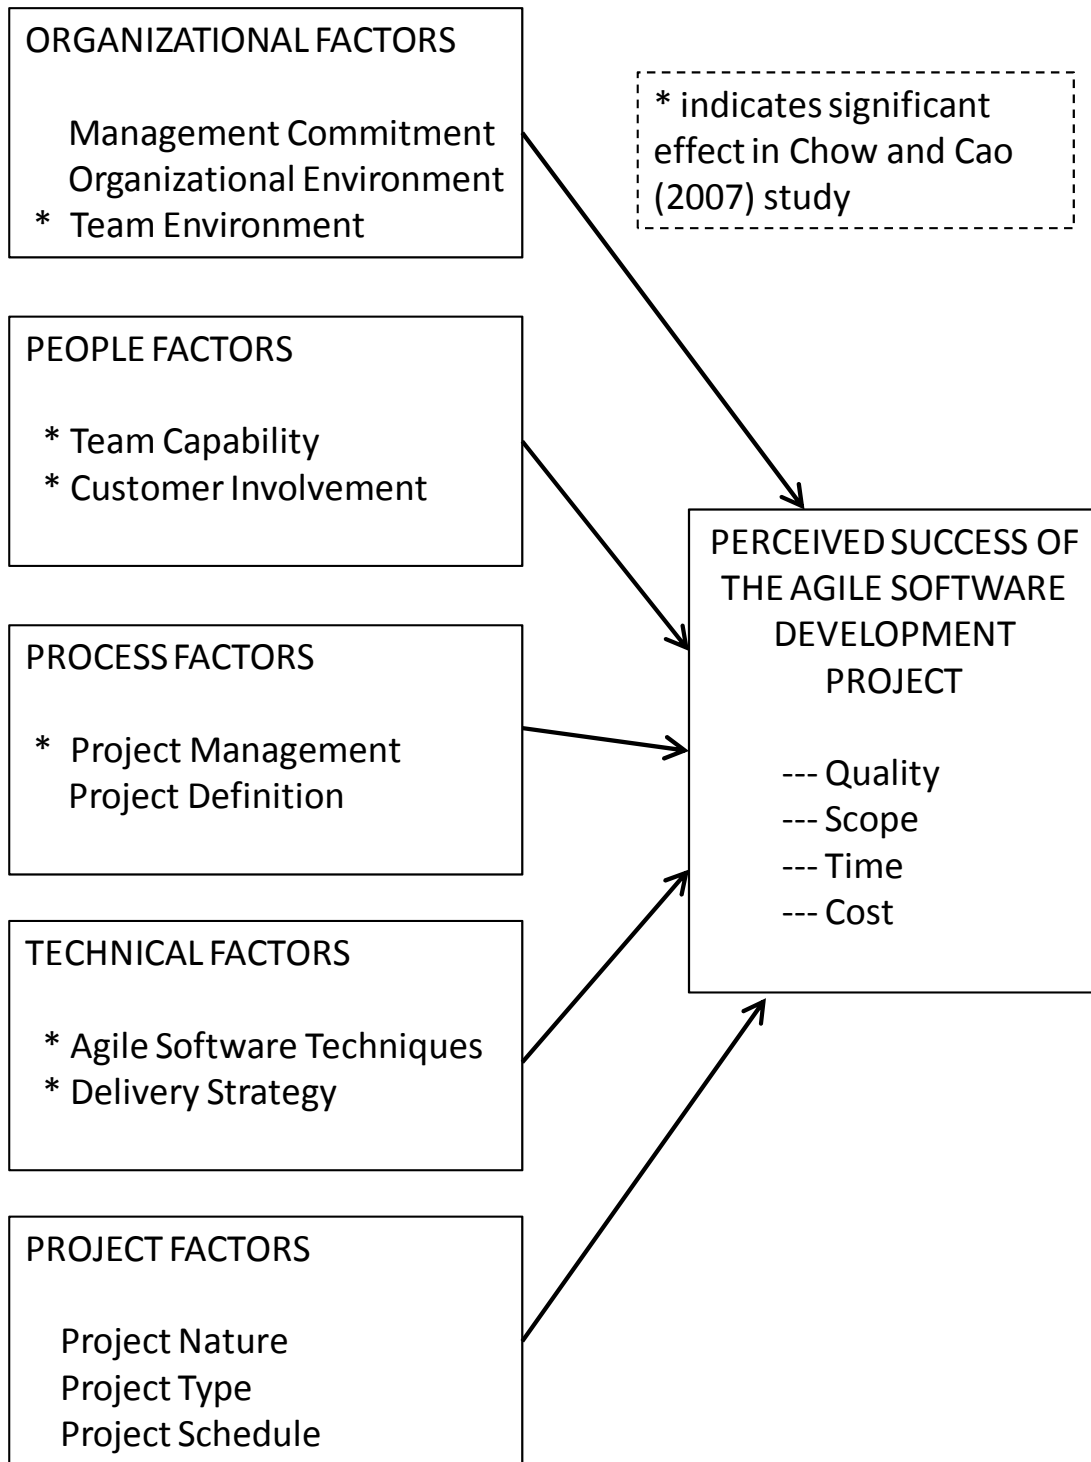 ORGANIZATIONAL FACTORS
Management Commitment
Organizational Environment
* Team Environment
* indicates significant
effect in Chow and Cao
(2007) study
PEOPLE FACTORS
* Team Capability
* Customer Involvement
PROCESS FACTORS
* Project Management
Project Definition
TECHNICAL FACTORS
* Agile Software Techniques
* Delivery Strategy
PROJECT FACTORS
Project Nature
Project Type
Project Schedule
PERCEIVED SUCCESS OF
THE AGILE SOFTWARE
DEVELOPMENT
PROJECT
--- Quality
--- Scope
--- Time
--- Cost